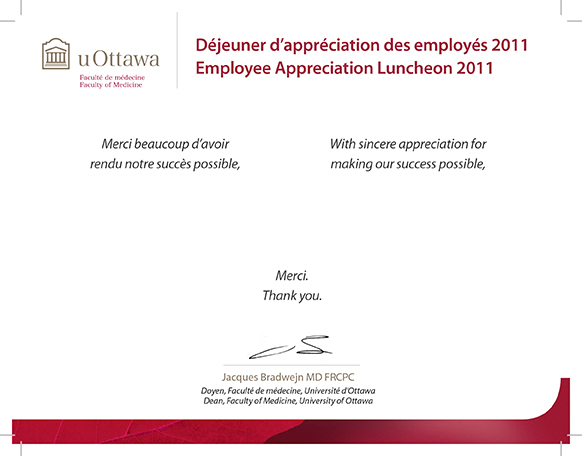 uOttawa
Faculté de médecine
Faculty of Medicine
Déjeuner d'appréciation des employés 2011
Employee Appreciation Luncheon 2011
Merci beaucoup d'avoir
rendu notre succès possible,
With sincere appreciation for
making our success possible,
Merci.
Thank you.
Jacques Bradwejn MD FRCPC
Doyen, Faculté de médecine, Université d'Ottawa
Dean, Faculty of Medicine, University of Ottawa